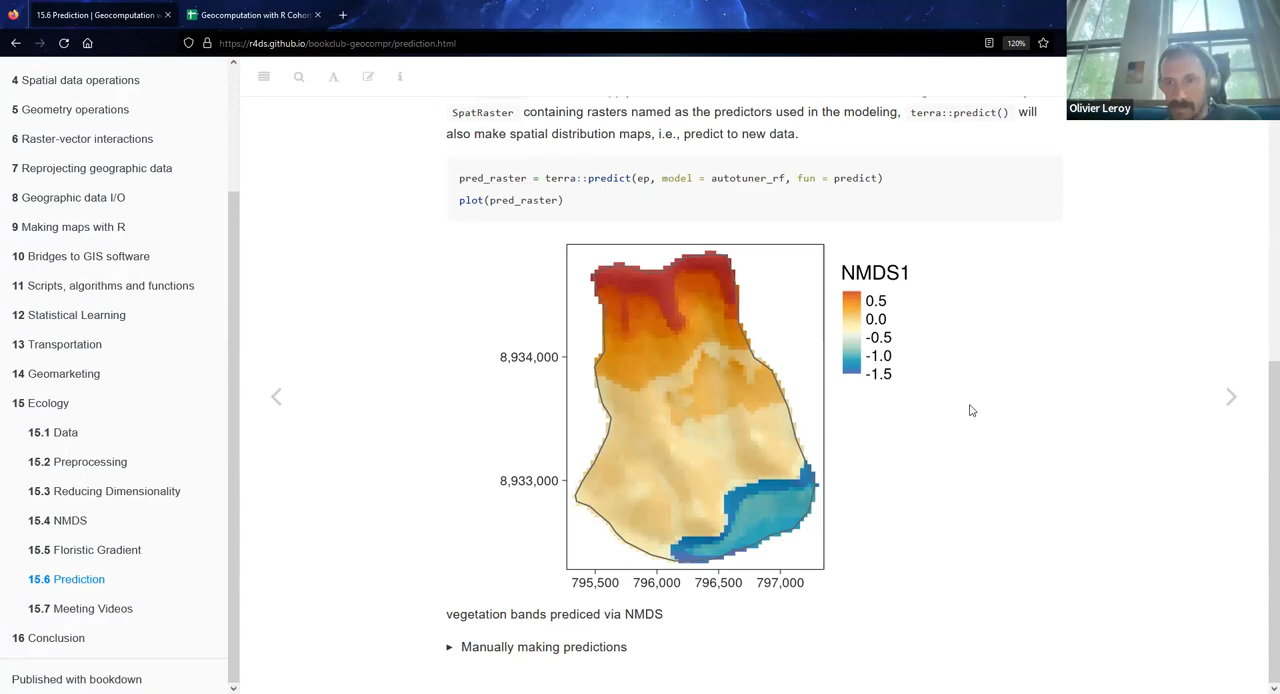 15.6 Prediction | Geocomputation w
Geocomputation with R Cohor
https://r4ds.github.io/bookclub-geocompr/prediction.html
120%
Olivier Leroy
4 Spatial data operations
5 Geometry operations
6 Raster-vector interactions
7 Reprojecting geographic data
8 Geographic data I/O
9 Making maps with R
10 Bridges to GIS software
11 Scripts, algorithms and functions
12 Statistical Learning
13 Transportation
14 Geomarketing
15 Ecology
15.1 Data
15.2 Preprocessing
15.3 Reducing Dimensionality
15.4 NMDS
15.5 Floristic Gradient
15.6 Prediction
15.7 Meeting Videos
16 Conclusion
Published with bookdown
SpatRaster containing rasters named as the predictors used in the modeling, terra::predict() will
also make spatial distribution maps, i.e., predict to new data.
pred_raster = terra::predict(ep, model = autotuner_rf, fun = predict)
plot(pred_raster)
NMDS1
0.5
0.0
-0.5
-1.0
-1.5
8,934,000
8,933,000
795,500 796,000 796,500 797,000
vegetation bands prediced via NMDS
Manually making predictions